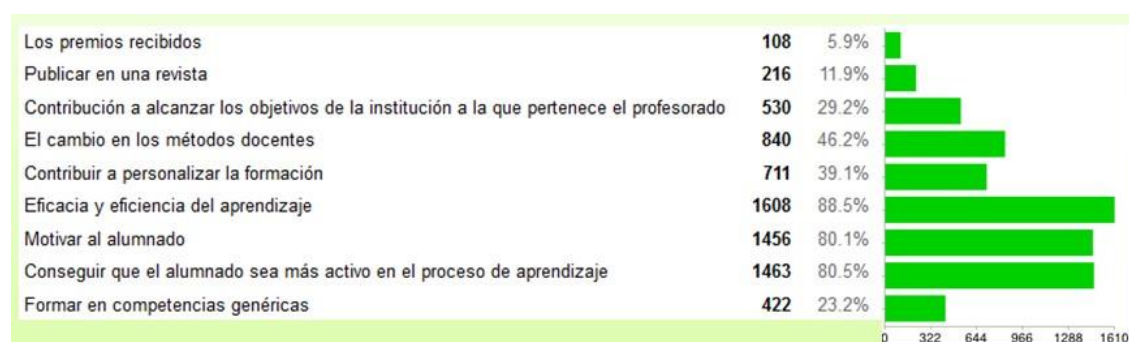 Los premios recibidos 108 5.9%
Publicar en una revista 216 11.9%
Contribución a alcanzar los objetivos de la institución a la que pertenece el profesorado 530 29.2%
El cambio en los métodos docentes 840 46.2%
Contribuir a personalizar la formación 711 39.1%
Eficacia y eficiencia del aprendizaje 1608 88.5%
Motivar al alumnado 1456 80.1%
Conseguir que el alumnado sea más activo en el proceso de aprendizaje 1463 80.5%
Formar en competencias genéricas 422 23.2%
0 322 644 966 1288 1610